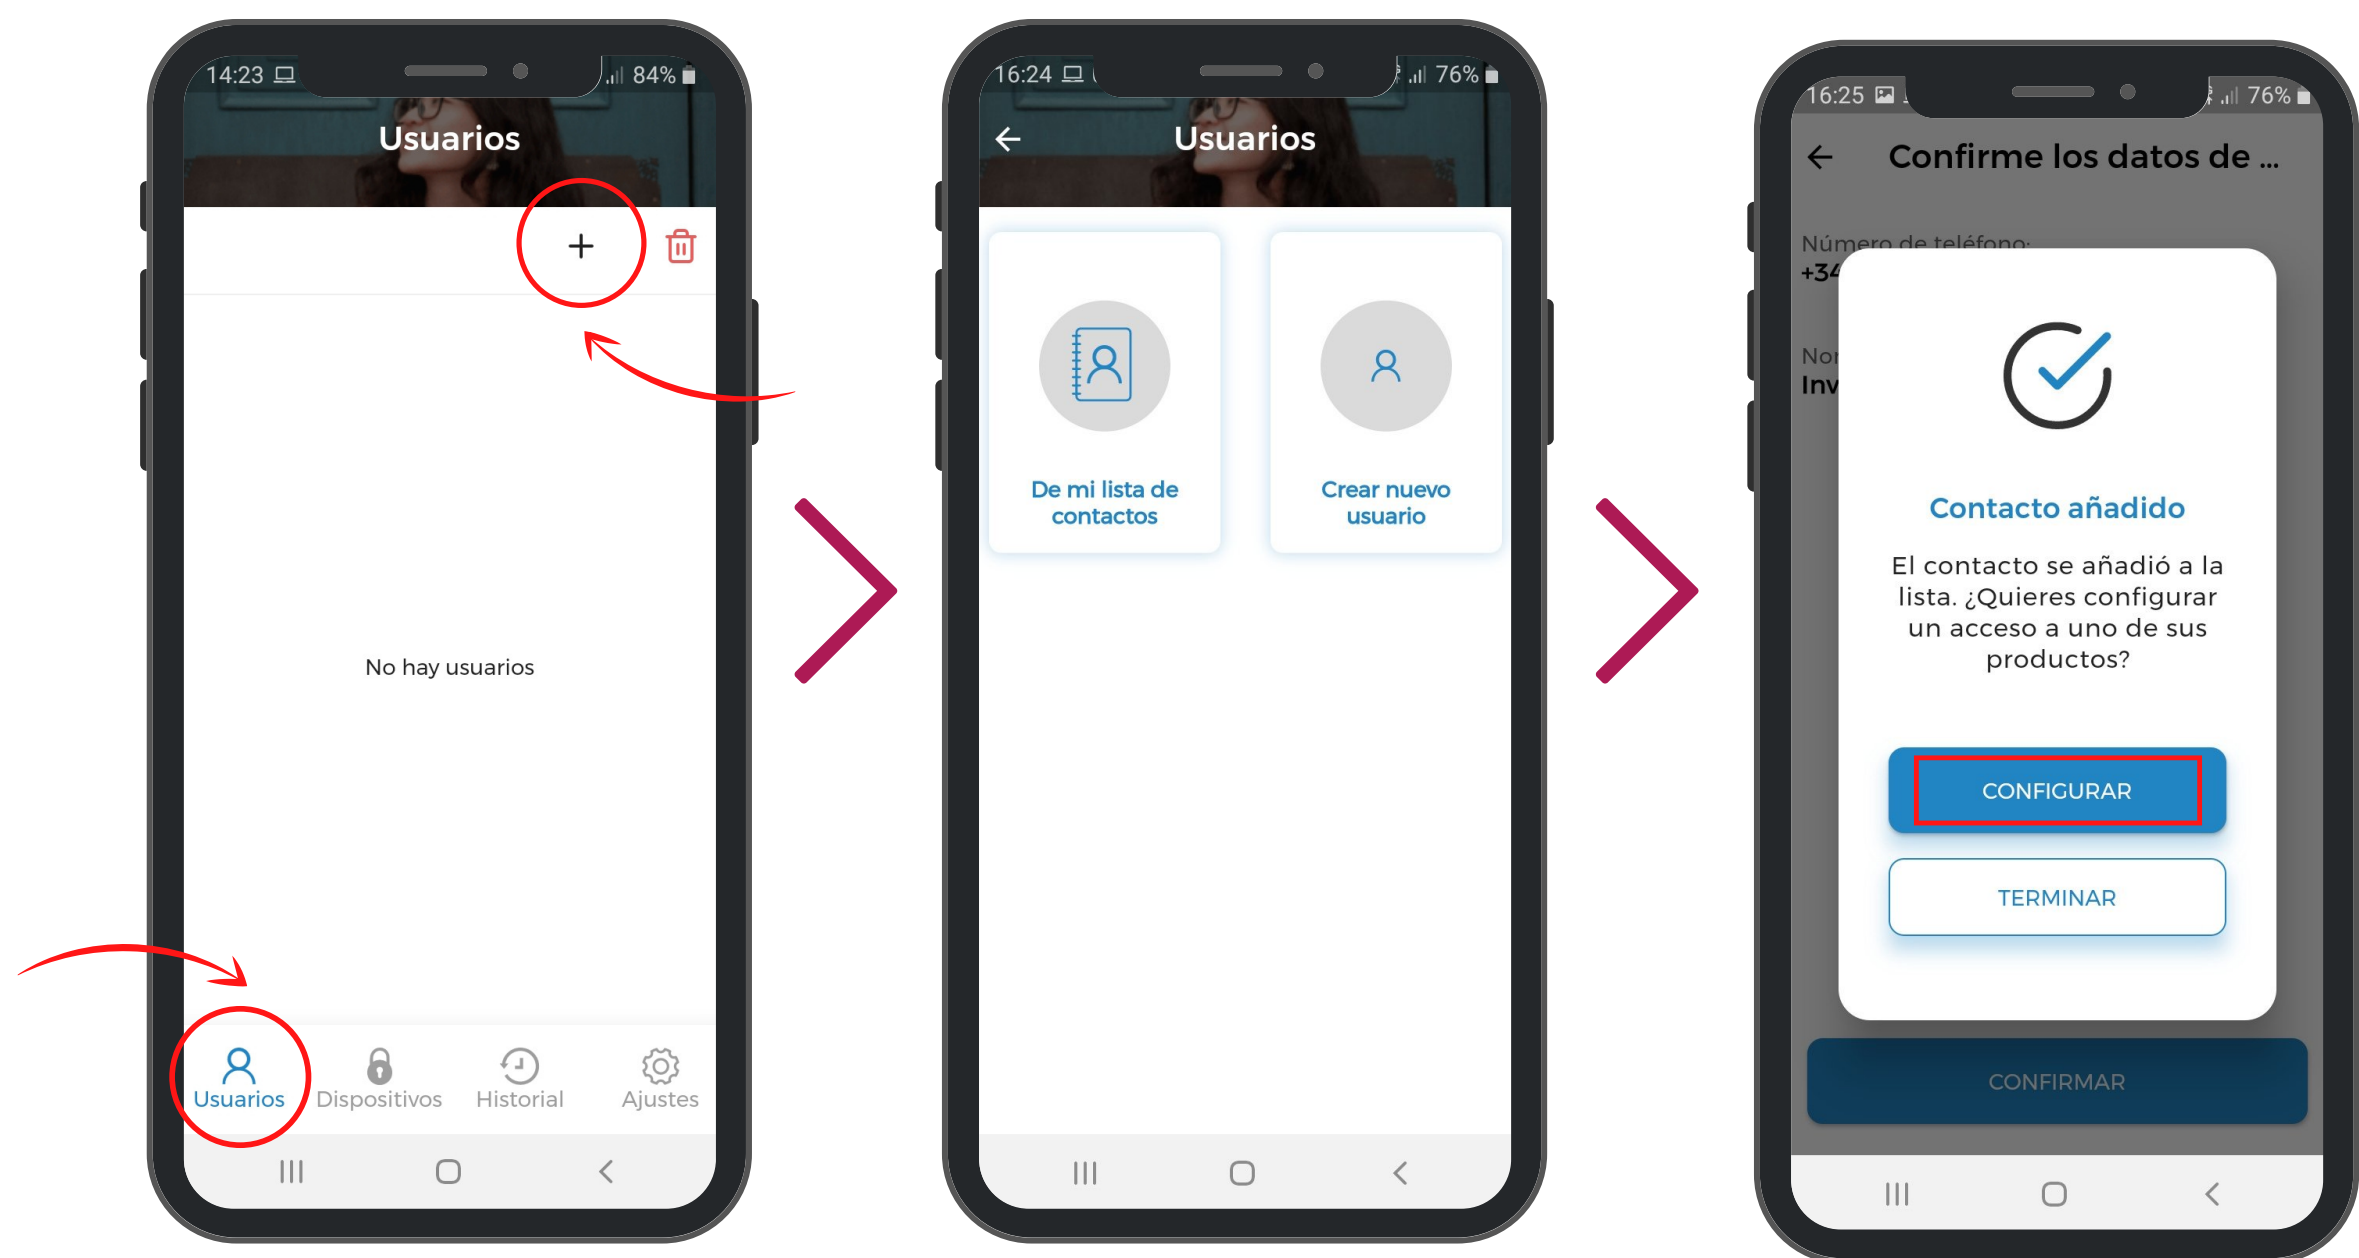 14:23
84%
Usuarios
No hay usuarios
Usuarios
Dispositivos
Historial
Ajustes
16:24
76%
Usuarios
De mi lista de
contactos
Crear nuevo
usuario
16:25
76%
Confirme los datos de ...
Número de teléfono:
+34
Contacto añadido
El contacto se añadió a la
lista. ¿Quieres configurar
un acceso a uno de sus
productos?
CONFIGURAR
TERMINAR
CONFIRMAR